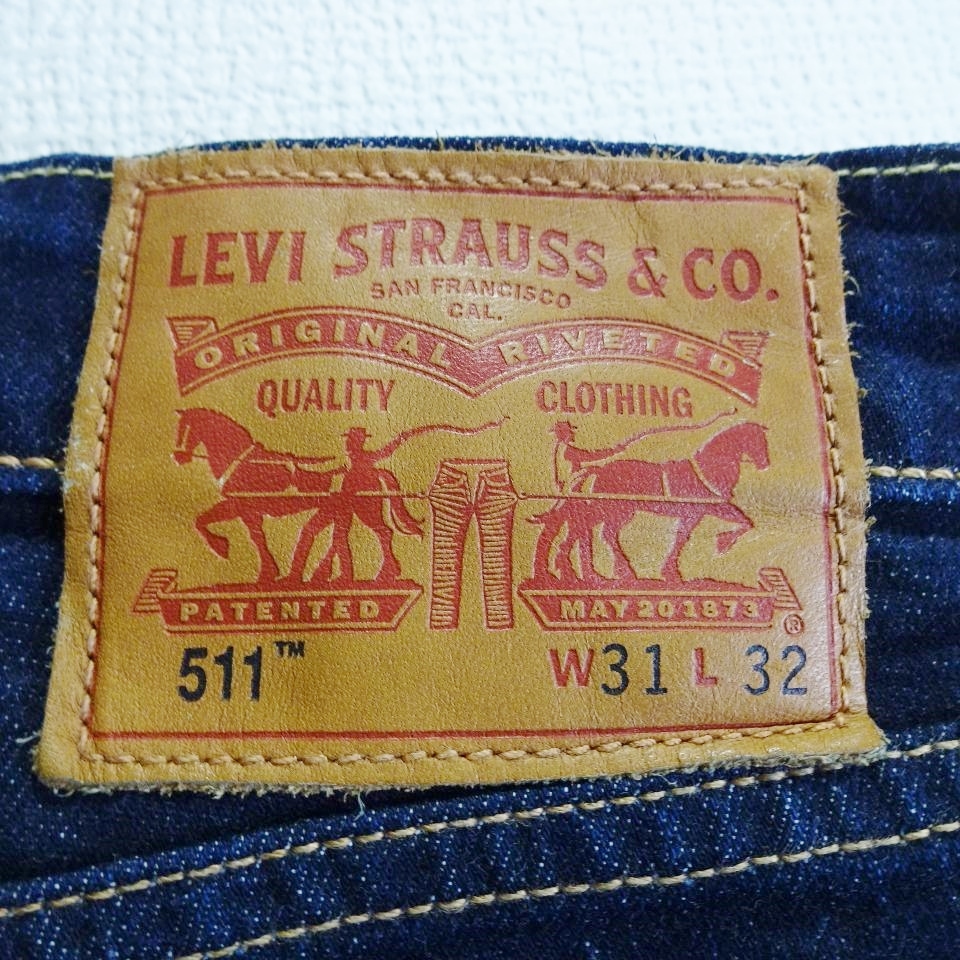 LEVI STRAUSS & CO.
SAN FRANCISCO
CAL.
ORIGINAL RIVETED
QUALITY CLOTHING
PATENTED MAY 20 1873 ®
511™ W31 L 32